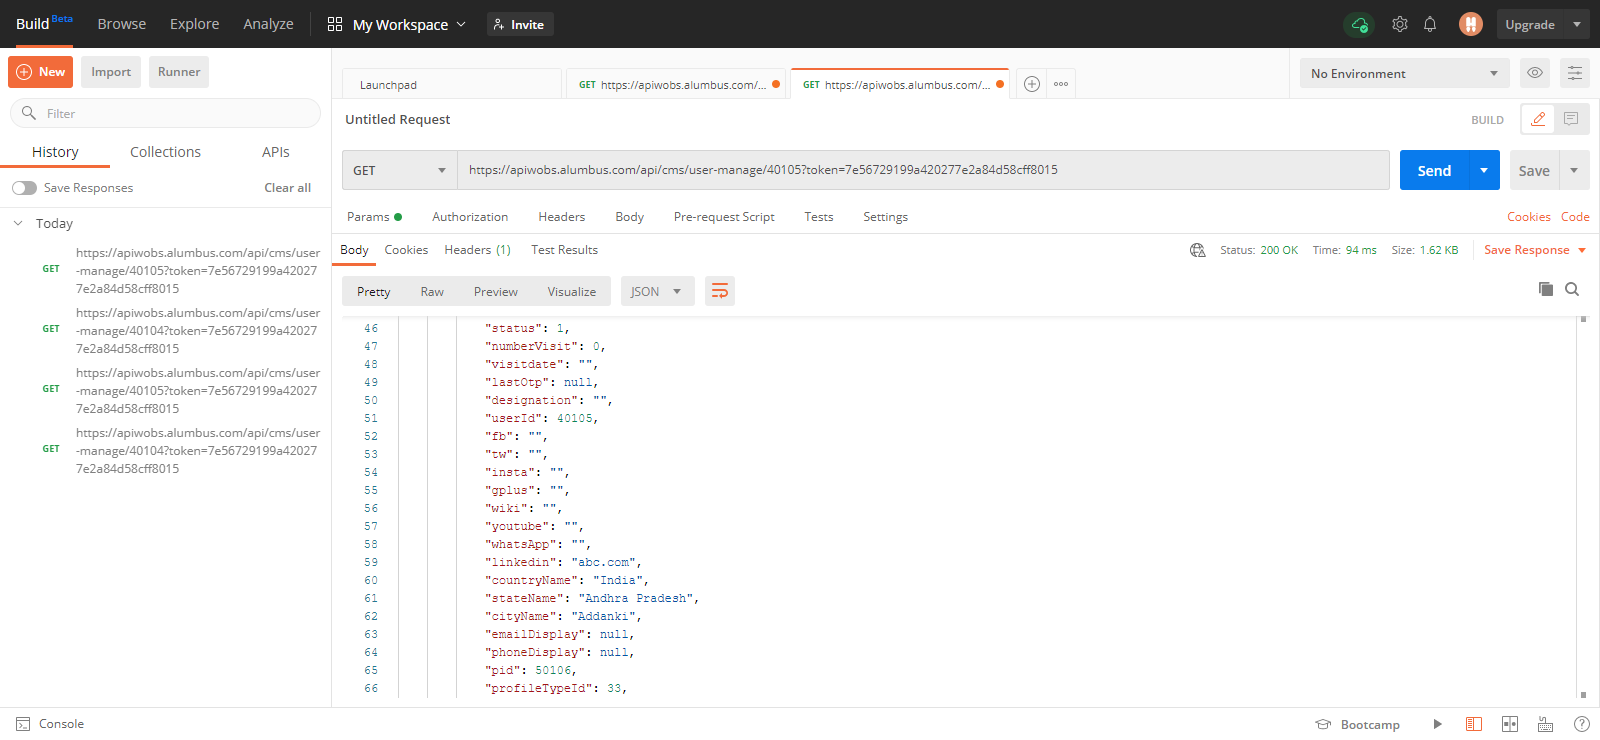 Build Beta Browse Explore Analyze My Workspace Invite Upgrade
New Import Runner
Filter
History Collections APIs
Save Responses Clear all
Today
GET https://apiwobs.alumbus.com/api/cms/user
-manage/40105?token=7e56729199a42027
7e2a84d58cff8015
GET https://apiwobs.alumbus.com/api/cms/user
-manage/40104?token=7e56729199a42027
7e2a84d58cff8015
GET https://apiwobs.alumbus.com/api/cms/user
-manage/40105?token=7e56729199a42027
7e2a84d58cff8015
GET https://apiwobs.alumbus.com/api/cms/user
-manage/40104?token=7e56729199a42027
7e2a84d58cff8015
Launchpad GET https://apiwobs.alumbus.com/... GET https://apiwobs.alumbus.com/... No Environment
Untitled Request BUILD
GET https://apiwobs.alumbus.com/api/cms/user-manage/40105?token=7e56729199a420277e2a84d58cff8015 Send Save
Params Authorization Headers Body Pre-request Script Tests Settings Cookies Code
Body Cookies Headers (1) Test Results Status: 200 OK Time: 94 ms Size: 1.62 KB Save Response
Pretty Raw Preview Visualize JSON
46 "status": 1,
47 "numberVisit": 0,
48 "visitdate": "",
49 "lastOtp": null,
50 "designation": "",
51 "userId": 40105,
52 "fb": "",
53 "tw": "",
54 "insta": "",
55 "gplus": "",
56 "wiki": "",
57 "youtube": "",
58 "whatsApp": "",
59 "linkedin": "abc.com",
60 "countryName": "India",
61 "stateName": "Andhra Pradesh",
62 "cityName": "Addanki",
63 "emailDisplay": null,
64 "phoneDisplay": null,
65 "pid": 50106,
66 "profileTypeId": 33,
Console Bootcamp